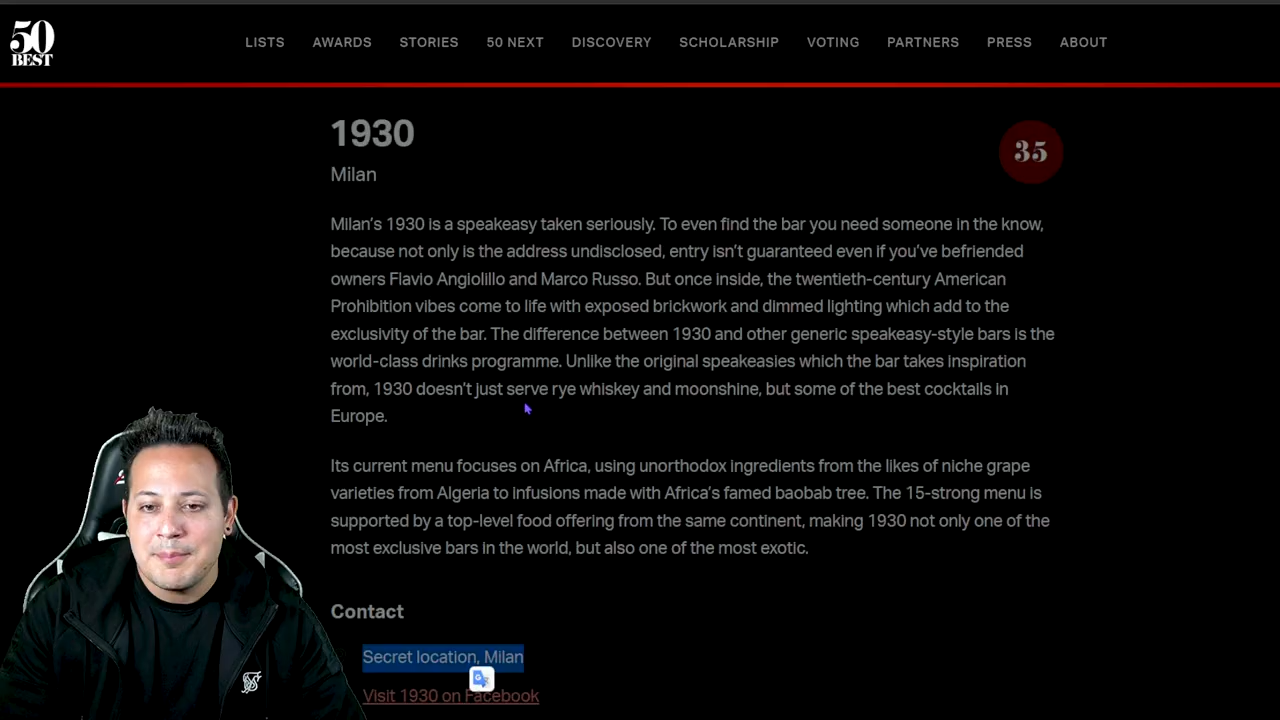 50
BEST
LISTS AWARDS STORIES 50 NEXT DISCOVERY SCHOLARSHIP VOTING PARTNERS PRESS ABOUT
1930
35
Milan
Milan’s 1930 is a speakeasy taken seriously. To even find the bar you need someone in the know,
because not only is the address undisclosed, entry isn’t guaranteed even if you’ve befriended
owners Flavio Angiolillo and Marco Russo. But once inside, the twentieth-century American
Prohibition vibes come to life with exposed brickwork and dimmed lighting which add to the
exclusivity of the bar. The difference between 1930 and other generic speakeasy-style bars is the
world-class drinks programme. Unlike the original speakeasies which the bar takes inspiration
from, 1930 doesn’t just serve rye whiskey and moonshine, but some of the best cocktails in
Europe.
Its current menu focuses on Africa, using unorthodox ingredients from the likes of niche grape
varieties from Algeria to infusions made with Africa’s famed baobab tree. The 15-strong menu is
supported by a top-level food offering from the same continent, making 1930 not only one of the
most exclusive bars in the world, but also one of the most exotic.
Contact
Secret location, Milan
Visit 1930 on Facebook